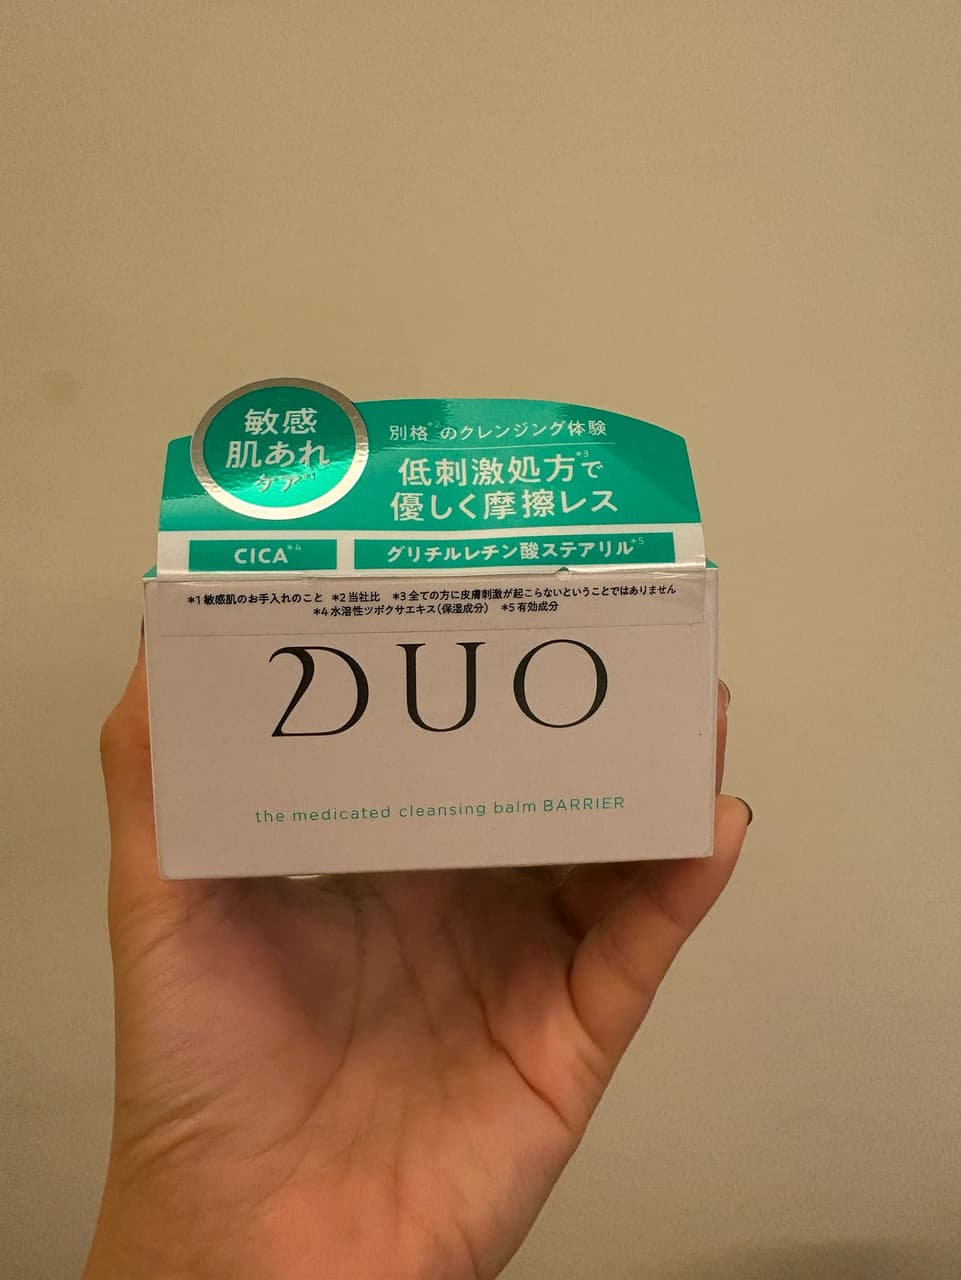 敏感
肌あれ
ケア*1
別格*2のクレンジング体験
低刺激処方で*3
優しく摩擦レス
CICA*4
グリチルレチン酸ステアリル*5
*1 敏感肌のお手入れのこと *2 当社比 *3 全ての方に皮膚刺激が起こらないということではありません
*4 水溶性ツボクサエキス(保湿成分) *5 有効成分
DUO
the medicated cleansing balm BARRIER